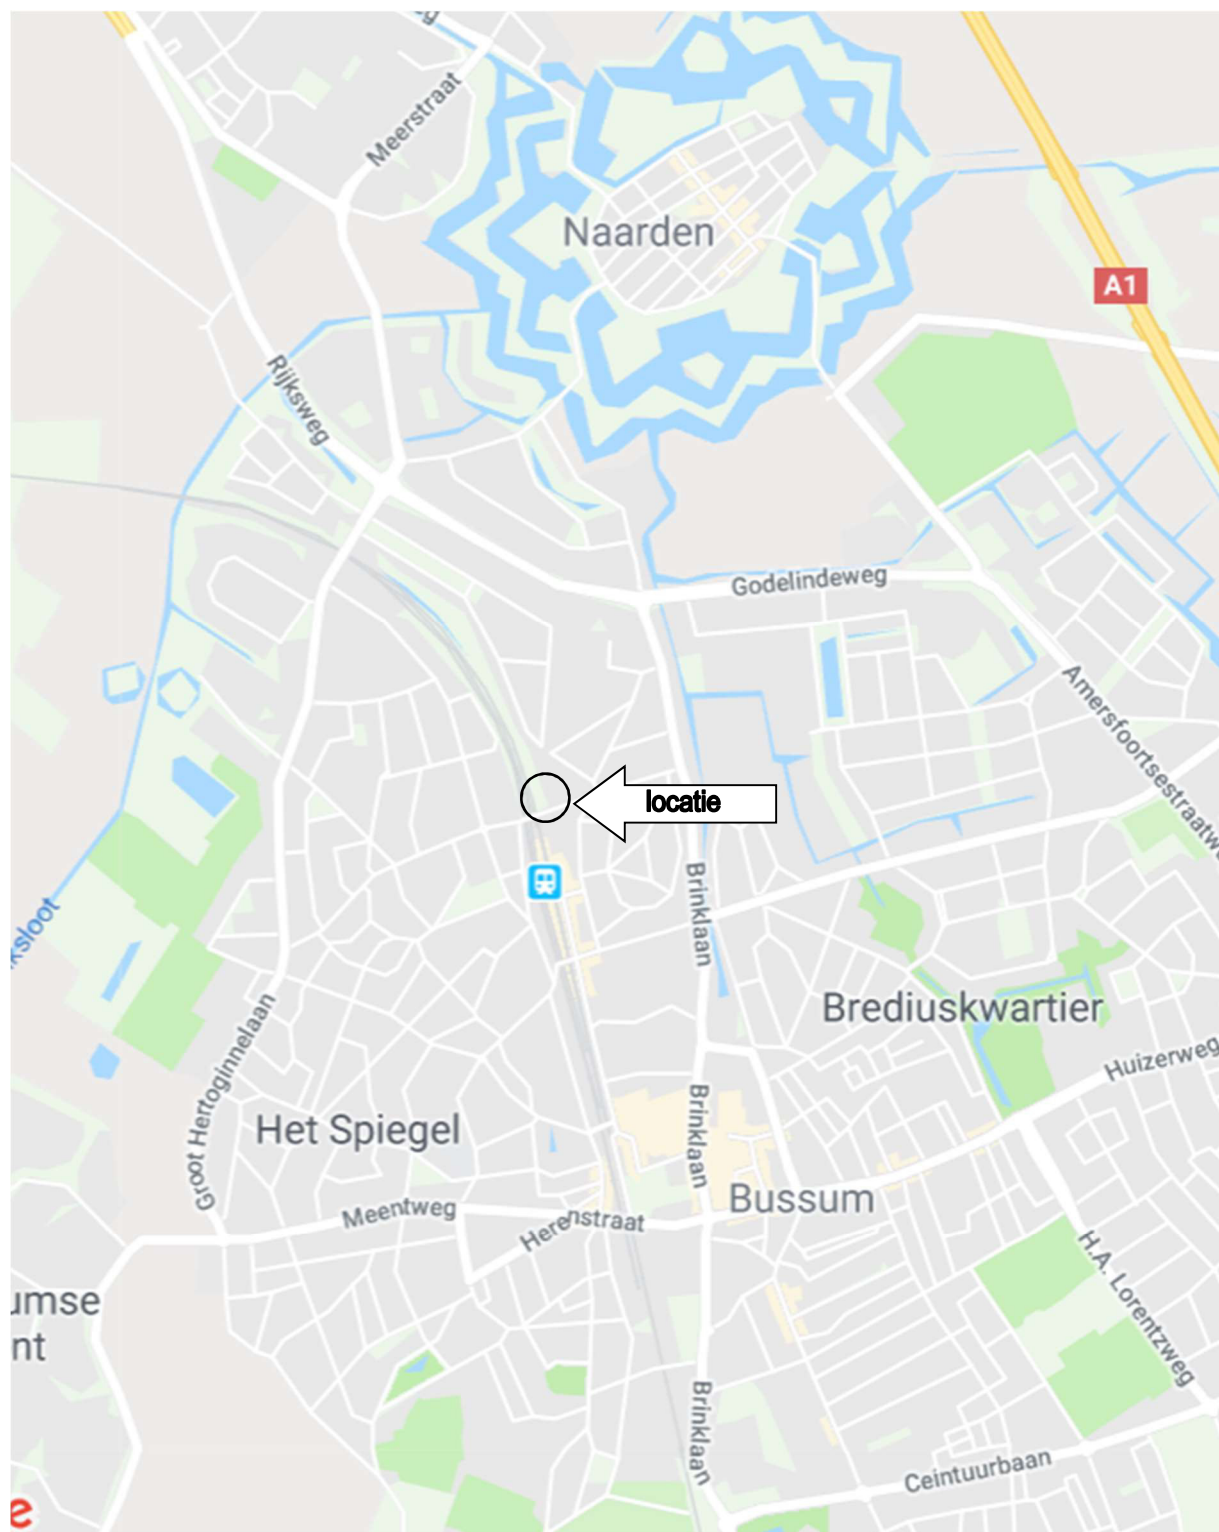 Meerstraat
Naarden
A1
Rijksweg
Godelindeweg
Amersfoortsestraatw
locatie
Brinklaan
ksloot
Brediuskwartier
Groot Hertoginnelaan
Huizerweg
Brinklaan
Het Spiegel
Bussum
Meentweg
Herenstraat
H.A. Lorentzweg
umse
nt
Brinklaan
Ceintuurbaan
e